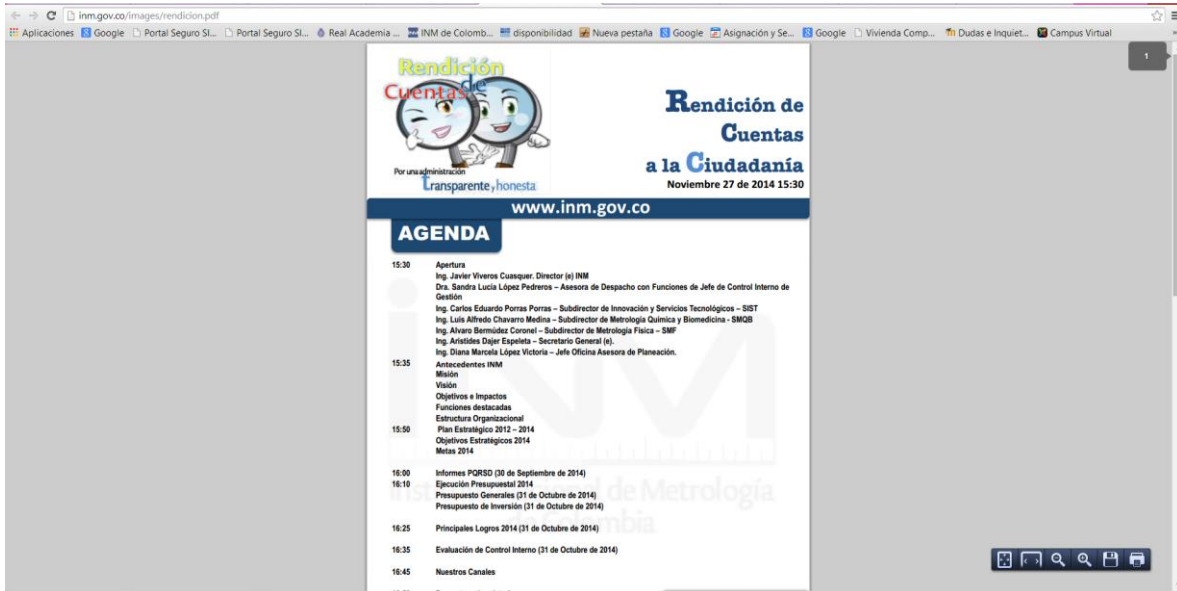 inm.gov.co/images/rendicion.pdf
Aplicaciones Google Portal Seguro SI... Portal Seguro SI... Real Academia ... INM de Colomb... disponibilidad Nueva pestaña Google Asignación y Se... Google Vivienda Comp... Dudas e Inquiet... Campus Virtual
1
Rendición
de
Cuentas
Por una administración
transparente y honesta
Rendición de
Cuentas
a la Ciudadanía
Noviembre 27 de 2014 15:30
www.inm.gov.co
AGENDA
15:30 Apertura
Ing. Javier Viveros Cuasquer. Director (e) INM
Dra. Sandra Lucia López Pedreros – Asesora de Despacho con Funciones de Jefe de Control Interno de
Gestión
Ing. Carlos Eduardo Porras Porras – Subdirector de Innovación y Servicios Tecnológicos – SIST
Ing. Luis Alfredo Chavarro Medina – Subdirector de Metrología Química y Biomedicina - SMQB
Ing. Alvaro Bermúdez Coronel – Subdirector de Metrología Física – SMF
Ing. Aristides Dajer Espeleta – Secretario General (e).
Ing. Diana Marcela López Victoria – Jefe Oficina Asesora de Planeación.
15:35 Antecedentes INM
Misión
Visión
Objetivos e Impactos
Funciones destacadas
Estructura Organizacional
15:50 Plan Estratégico 2012 – 2014
Objetivos Estratégicos 2014
Metas 2014
16:00 Informes PQRSD (30 de Septiembre de 2014)
16:10 Ejecución Presupuestal 2014
Presupuesto Generales (31 de Octubre de 2014)
Presupuesto de Inversión (31 de Octubre de 2014)
16:25 Principales Logros 2014 (31 de Octubre de 2014)
16:35 Evaluación de Control Interno (31 de Octubre de 2014)
16:45 Nuestros Canales